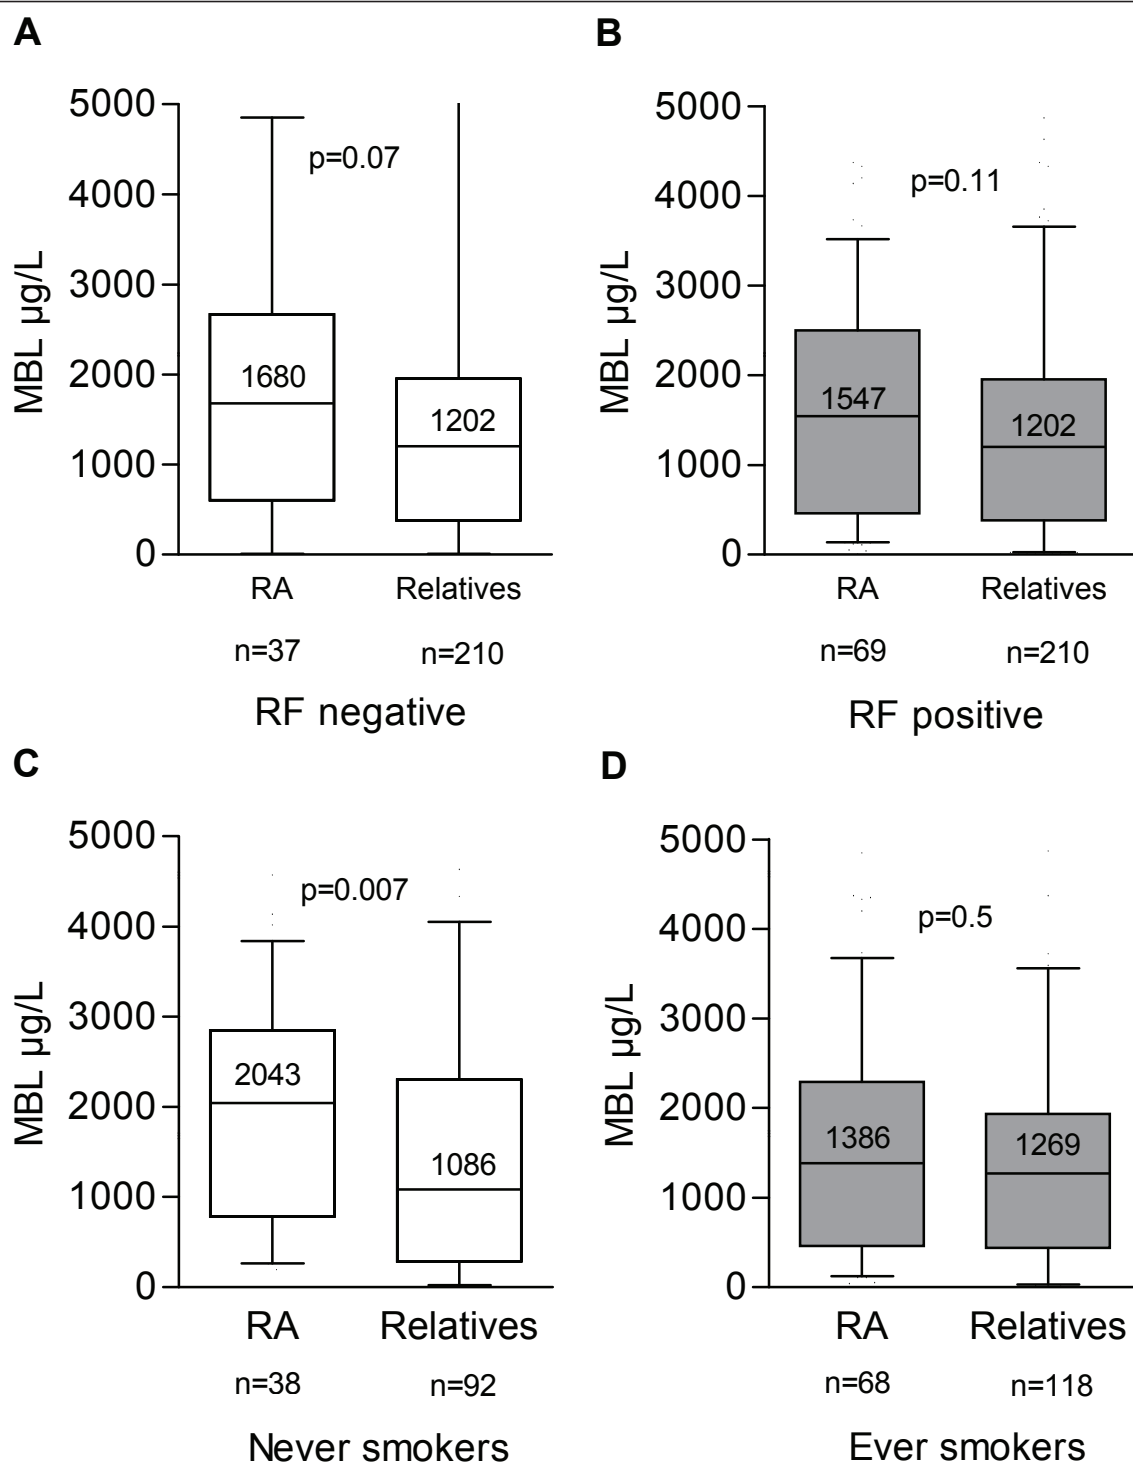 A
5000
4000
3000
2000
1000
0
MBL µg/L
p=0.07
1680
1202
RA
Relatives
n=37
n=210
RF negative
B
5000
4000
3000
2000
1000
0
MBL µg/L
p=0.11
1547
1202
RA
Relatives
n=69
n=210
RF positive
C
5000
4000
3000
2000
1000
0
MBL µg/L
p=0.007
2043
1086
RA
Relatives
n=38
n=92
Never smokers
D
5000
4000
3000
2000
1000
0
MBL µg/L
p=0.5
1386
1269
RA
Relatives
n=68
n=118
Ever smokers